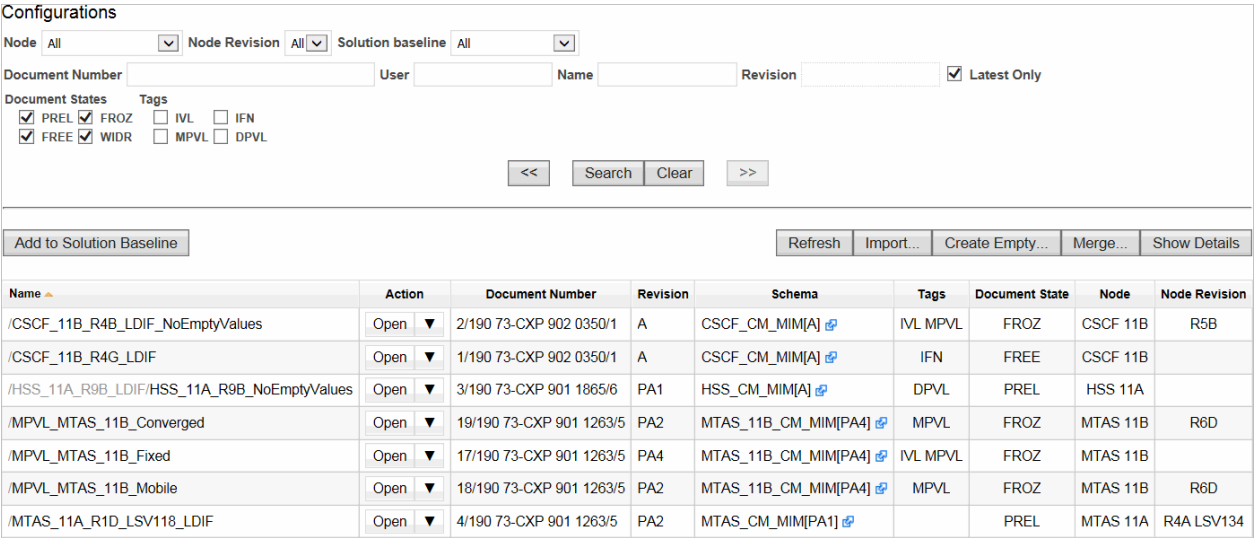 Configurations
Node All Node Revision All Solution baseline All
Document Number User Name Revision Latest Only
Document States Tags
PREL FROZ IVL IFN
FREE WIDR MPVL DPVL
<< Search Clear >>
Add to Solution Baseline Refresh Import... Create Empty... Merge... Show Details
Name Action Document Number Revision Schema Tags Document State Node Node Revision
/CSCF_11B_R4B_LDIF_NoEmptyValues Open ▼ 2/190 73-CXP 902 0350/1 A CSCF_CM_MIM[A] IVL MPVL FROZ CSCF 11B R5B
/CSCF_11B_R4G_LDIF Open ▼ 1/190 73-CXP 902 0350/1 A CSCF_CM_MIM[A] IFN FREE CSCF 11B
/HSS_11A_R9B_LDIF/HSS_11A_R9B_NoEmptyValues Open ▼ 3/190 73-CXP 901 1865/6 PA1 HSS_CM_MIM[A] DPVL PREL HSS 11A
/MPVL_MTAS_11B_Converged Open ▼ 19/190 73-CXP 901 1263/5 PA2 MTAS_11B_CM_MIM[PA4] MPVL FROZ MTAS 11B R6D
/MPVL_MTAS_11B_Fixed Open ▼ 17/190 73-CXP 901 1263/5 PA4 MTAS_11B_CM_MIM[PA4] IVL MPVL FROZ MTAS 11B
/MPVL_MTAS_11B_Mobile Open ▼ 18/190 73-CXP 901 1263/5 PA2 MTAS_11B_CM_MIM[PA4] MPVL FROZ MTAS 11B R6D
/MTAS_11A_R1D_LSV118_LDIF Open ▼ 4/190 73-CXP 901 1263/5 PA2 MTAS_CM_MIM[PA1] PREL MTAS 11A R4A LSV134